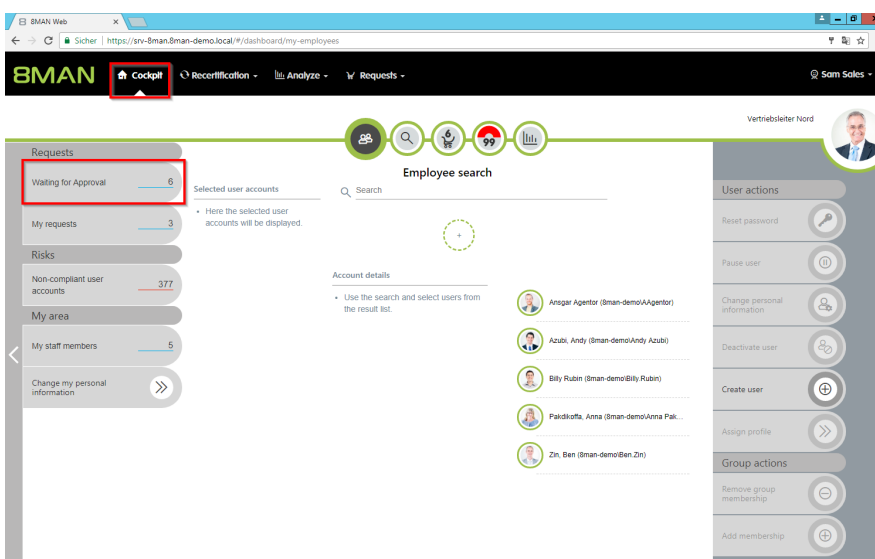 8MAN Web
Sicher
https://srv-8man.8man-demo.local/#/dashboard/my-employees
8MAN
Cockpit
Recertification
Analyze
Requests
Sam Sales
Vertriebsleiter Nord
6
99
Employee search
Requests
Waiting for Approval 6
My requests 3
Risks
Non-compliant user
accounts
377
My area
My staff members 5
Change my personal
information
Selected user accounts
• Here the selected user
accounts will be displayed.
Search
+
Account details
• Use the search and select users from
the result list.
Ansgar Agentor (8man-demo\AAgentor)
Azubi, Andy (8man-demo\Andy Azubi)
Billy Rubin (8man-demo\Billy.Rubin)
Pakdikoffa, Anna (8man-demo\Anna Pak...
Zin, Ben (8man-demo\Ben.Zin)
User actions
Reset password
Pause user
Change personal
information
Deactivate user
Create user
Assign profile
Group actions
Remove group
membership
Add membership